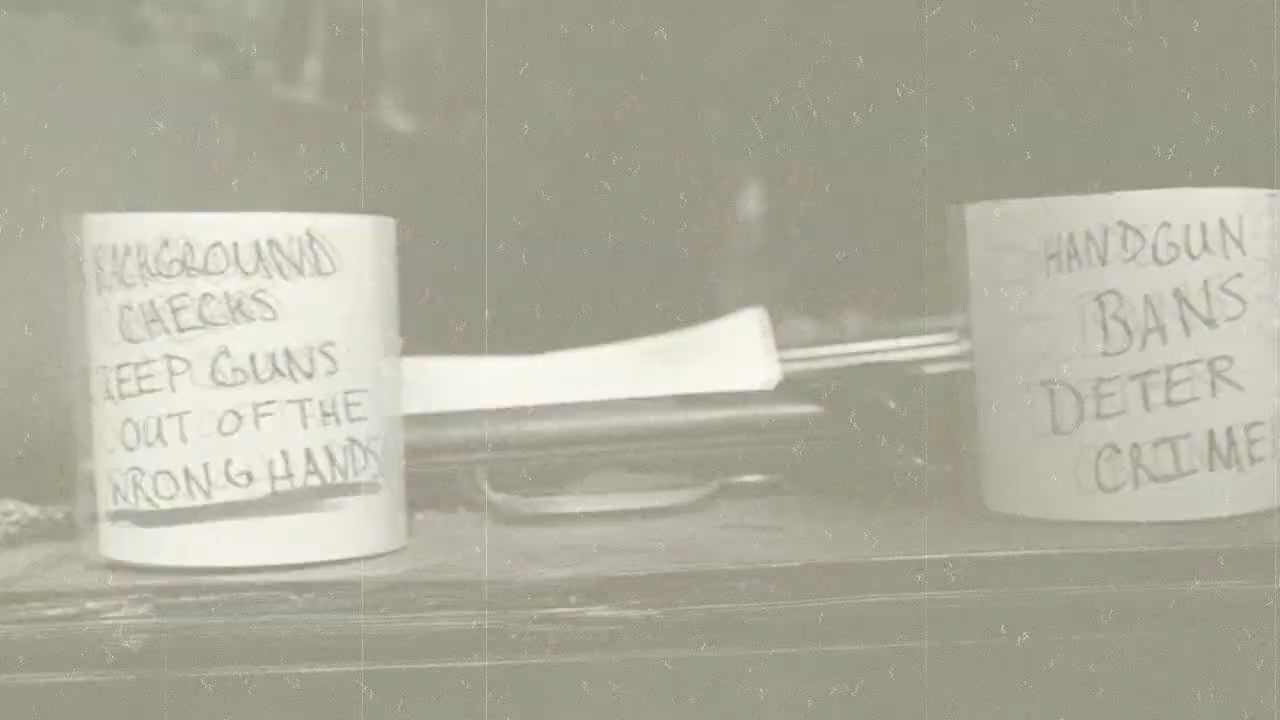 BACKGROUND
CHECKS
KEEP GUNS
OUT OF THE
WRONG HANDS
HANDGUN
BANS
DETER
CRIME